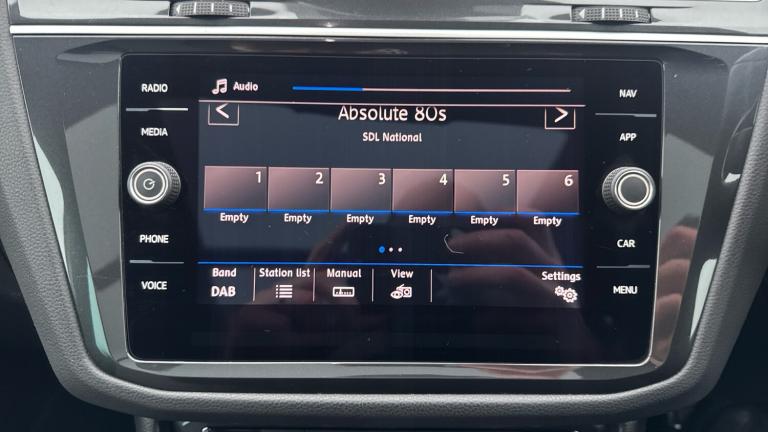 RADIO
MEDIA
PHONE
VOICE
Audio
Absolute 80s
SDL National
1 2 3 4 5 6
Empty Empty Empty Empty Empty Empty
Band Station list Manual View Settings
DAB
NAV
APP
CAR
MENU